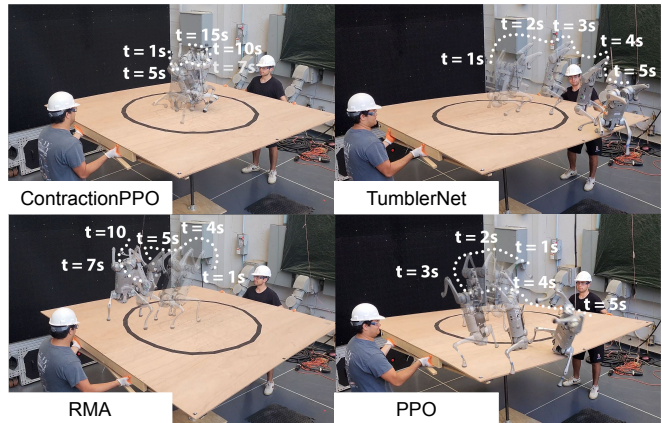 t = 15s
t = 1s
t = 10s
t = 5s
t = 7s
ContractionPPO
t = 2s
t = 3s
t = 4s
t = 1s
t = 5s
TumblerNet
t = 4s
t =10
t = 5s
t = 7s
t = 1s
RMA
t = 2s
t = 1s
t = 3s
t = 4s
t = 5s
PPO